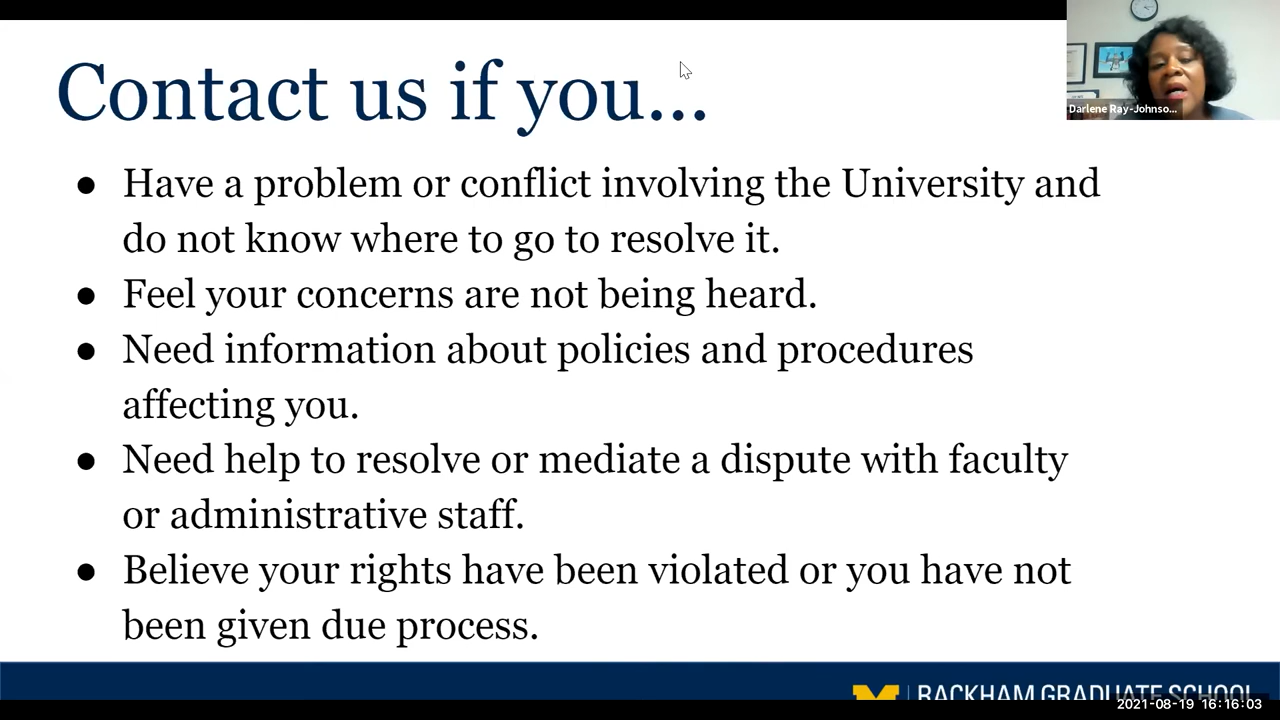 Contact us if you...
Darlene Ray-Johnso...
● Have a problem or conflict involving the University and
do not know where to go to resolve it.
● Feel your concerns are not being heard.
● Need information about policies and procedures
affecting you.
● Need help to resolve or mediate a dispute with faculty
or administrative staff.
● Believe your rights have been violated or you have not
been given due process.
RACKHAM GRADUATE SCHOOL
2021-08-19 16:16:03